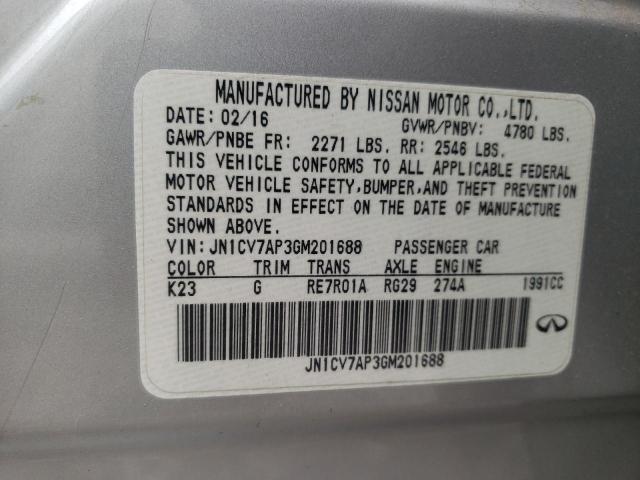 MANUFACTURED BY NISSAN MOTOR CO.,LTD.
DATE: 02/16 GVWR/PNBV: 4780 LBS.
GAWR/PNBE FR: 2271 LBS. RR: 2546 LBS.
THIS VEHICLE CONFORMS TO ALL APPLICABLE FEDERAL
MOTOR VEHICLE SAFETY,BUMPER,AND THEFT PREVENTION
STANDARDS IN EFFECT ON THE DATE OF MANUFACTURE
SHOWN ABOVE.
VIN: JN1CV7AP3GM201688 PASSENGER CAR
COLOR TRIM TRANS AXLE ENGINE
K23 G RE7R01A RG29 274A 1991CC
JN1CV7AP3GM201688